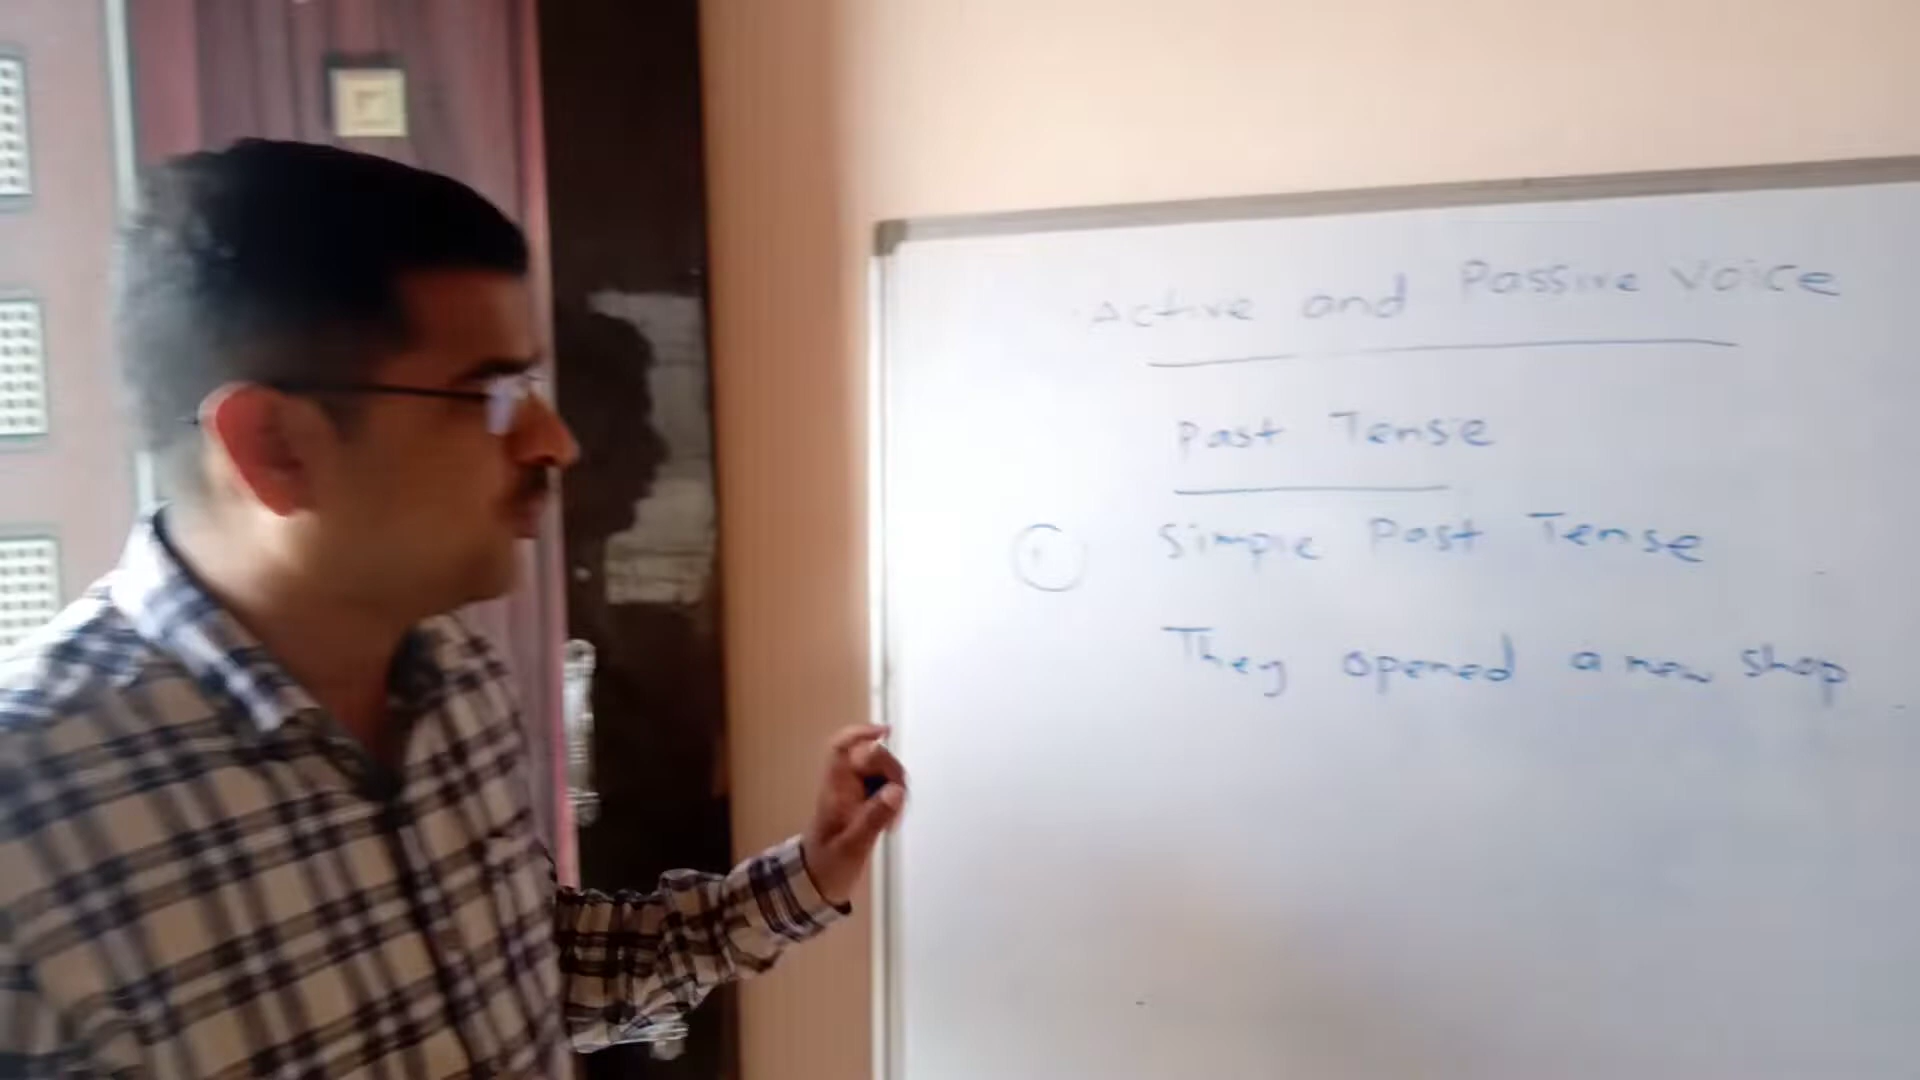 Active and Passive Voice
Past Tense
Simple Past Tense
They opened a new shop